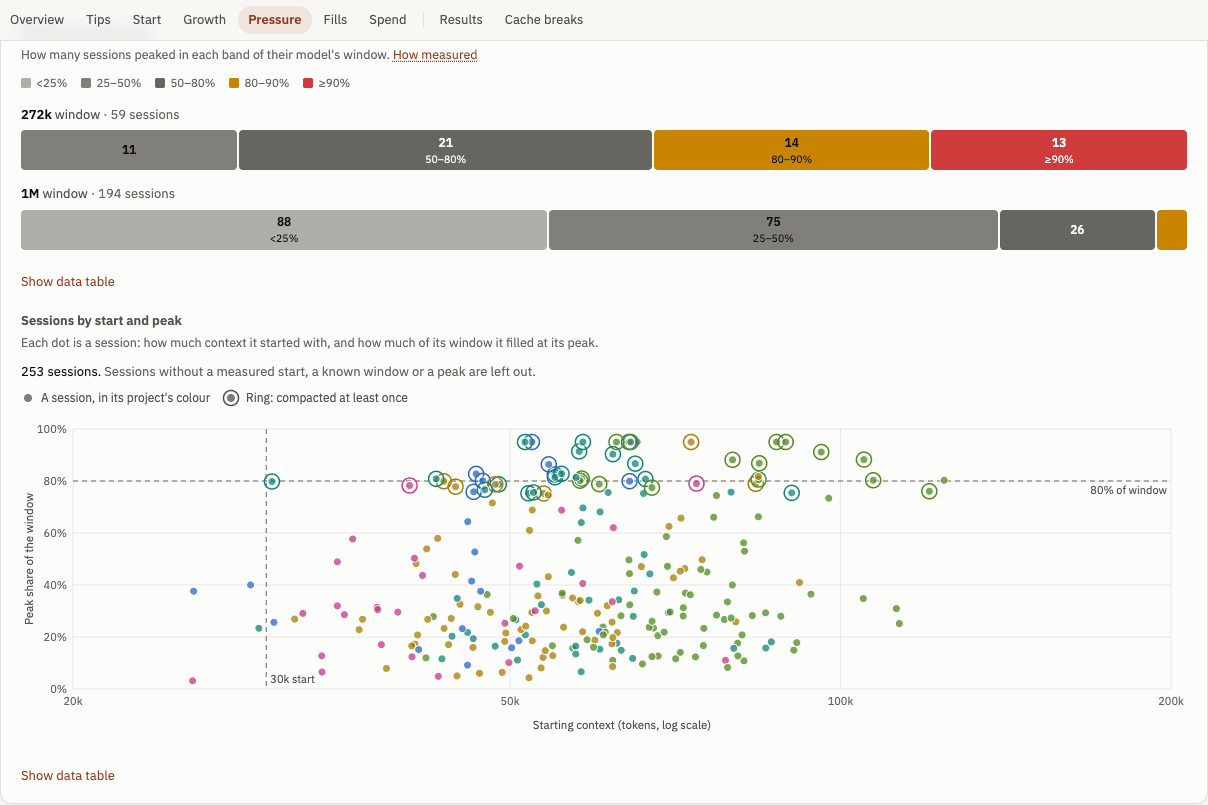 Overview Tips Start Growth Pressure Fills Spend Results Cache breaks
How many sessions peaked in each band of their model's window. How measured
<25% 25–50% 50–80% 80–90% ≥90%
272k window · 59 sessions
11 21 14 13
50–80% 80–90% ≥90%
1M window · 194 sessions
88 75 26
<25% 25–50%
Show data table
Sessions by start and peak
Each dot is a session: how much context it started with, and how much of its window it filled at its peak.
253 sessions. Sessions without a measured start, a known window or a peak are left out.
A session, in its project's colour Ring: compacted at least once
Peak share of the window
100%
80%
80% of window
60%
40%
20%
30k start
0%
20k 50k 100k 200k
Starting context (tokens, log scale)
Show data table